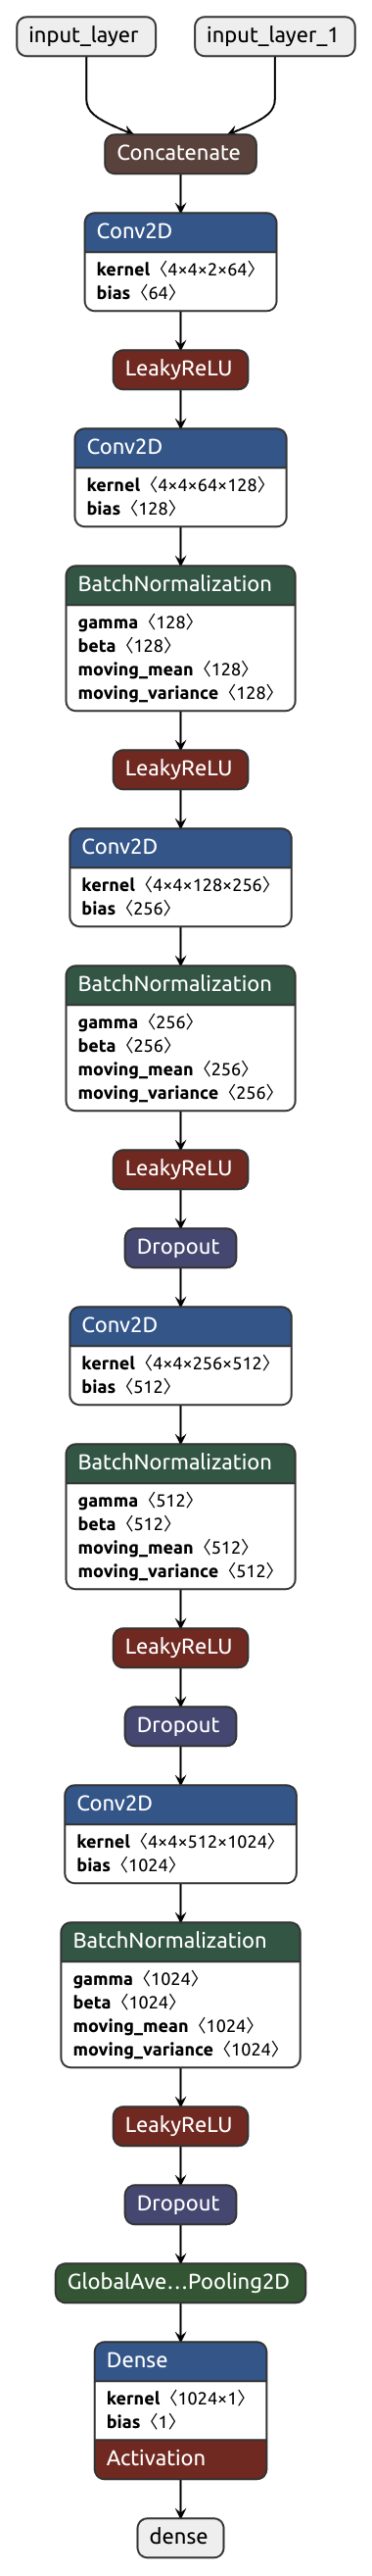 input_layer
input_layer_1
Concatenate
Conv2D
kernel〈4×4×2×64〉
bias〈64〉
LeakyReLU
Conv2D
kernel〈4×4×64×128〉
bias〈128〉
BatchNormalization
gamma〈128〉
beta〈128〉
moving_mean〈128〉
moving_variance〈128〉
LeakyReLU
Conv2D
kernel〈4×4×128×256〉
bias〈256〉
BatchNormalization
gamma〈256〉
beta〈256〉
moving_mean〈256〉
moving_variance〈256〉
LeakyReLU
Dropout
Conv2D
kernel〈4×4×256×512〉
bias〈512〉
BatchNormalization
gamma〈512〉
beta〈512〉
moving_mean〈512〉
moving_variance〈512〉
LeakyReLU
Dropout
Conv2D
kernel〈4×4×512×1024〉
bias〈1024〉
BatchNormalization
gamma〈1024〉
beta〈1024〉
moving_mean〈1024〉
moving_variance〈1024〉
LeakyReLU
Dropout
GlobalAve…Pooling2D
Dense
kernel〈1024×1〉
bias〈1〉
Activation
dense